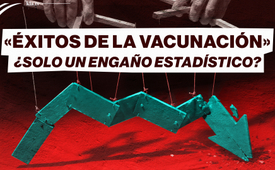 «ÉXITOS DE LA VACUNACIÓN»
¿SOLO UN ENGAÑO ESTADÍSTICO?